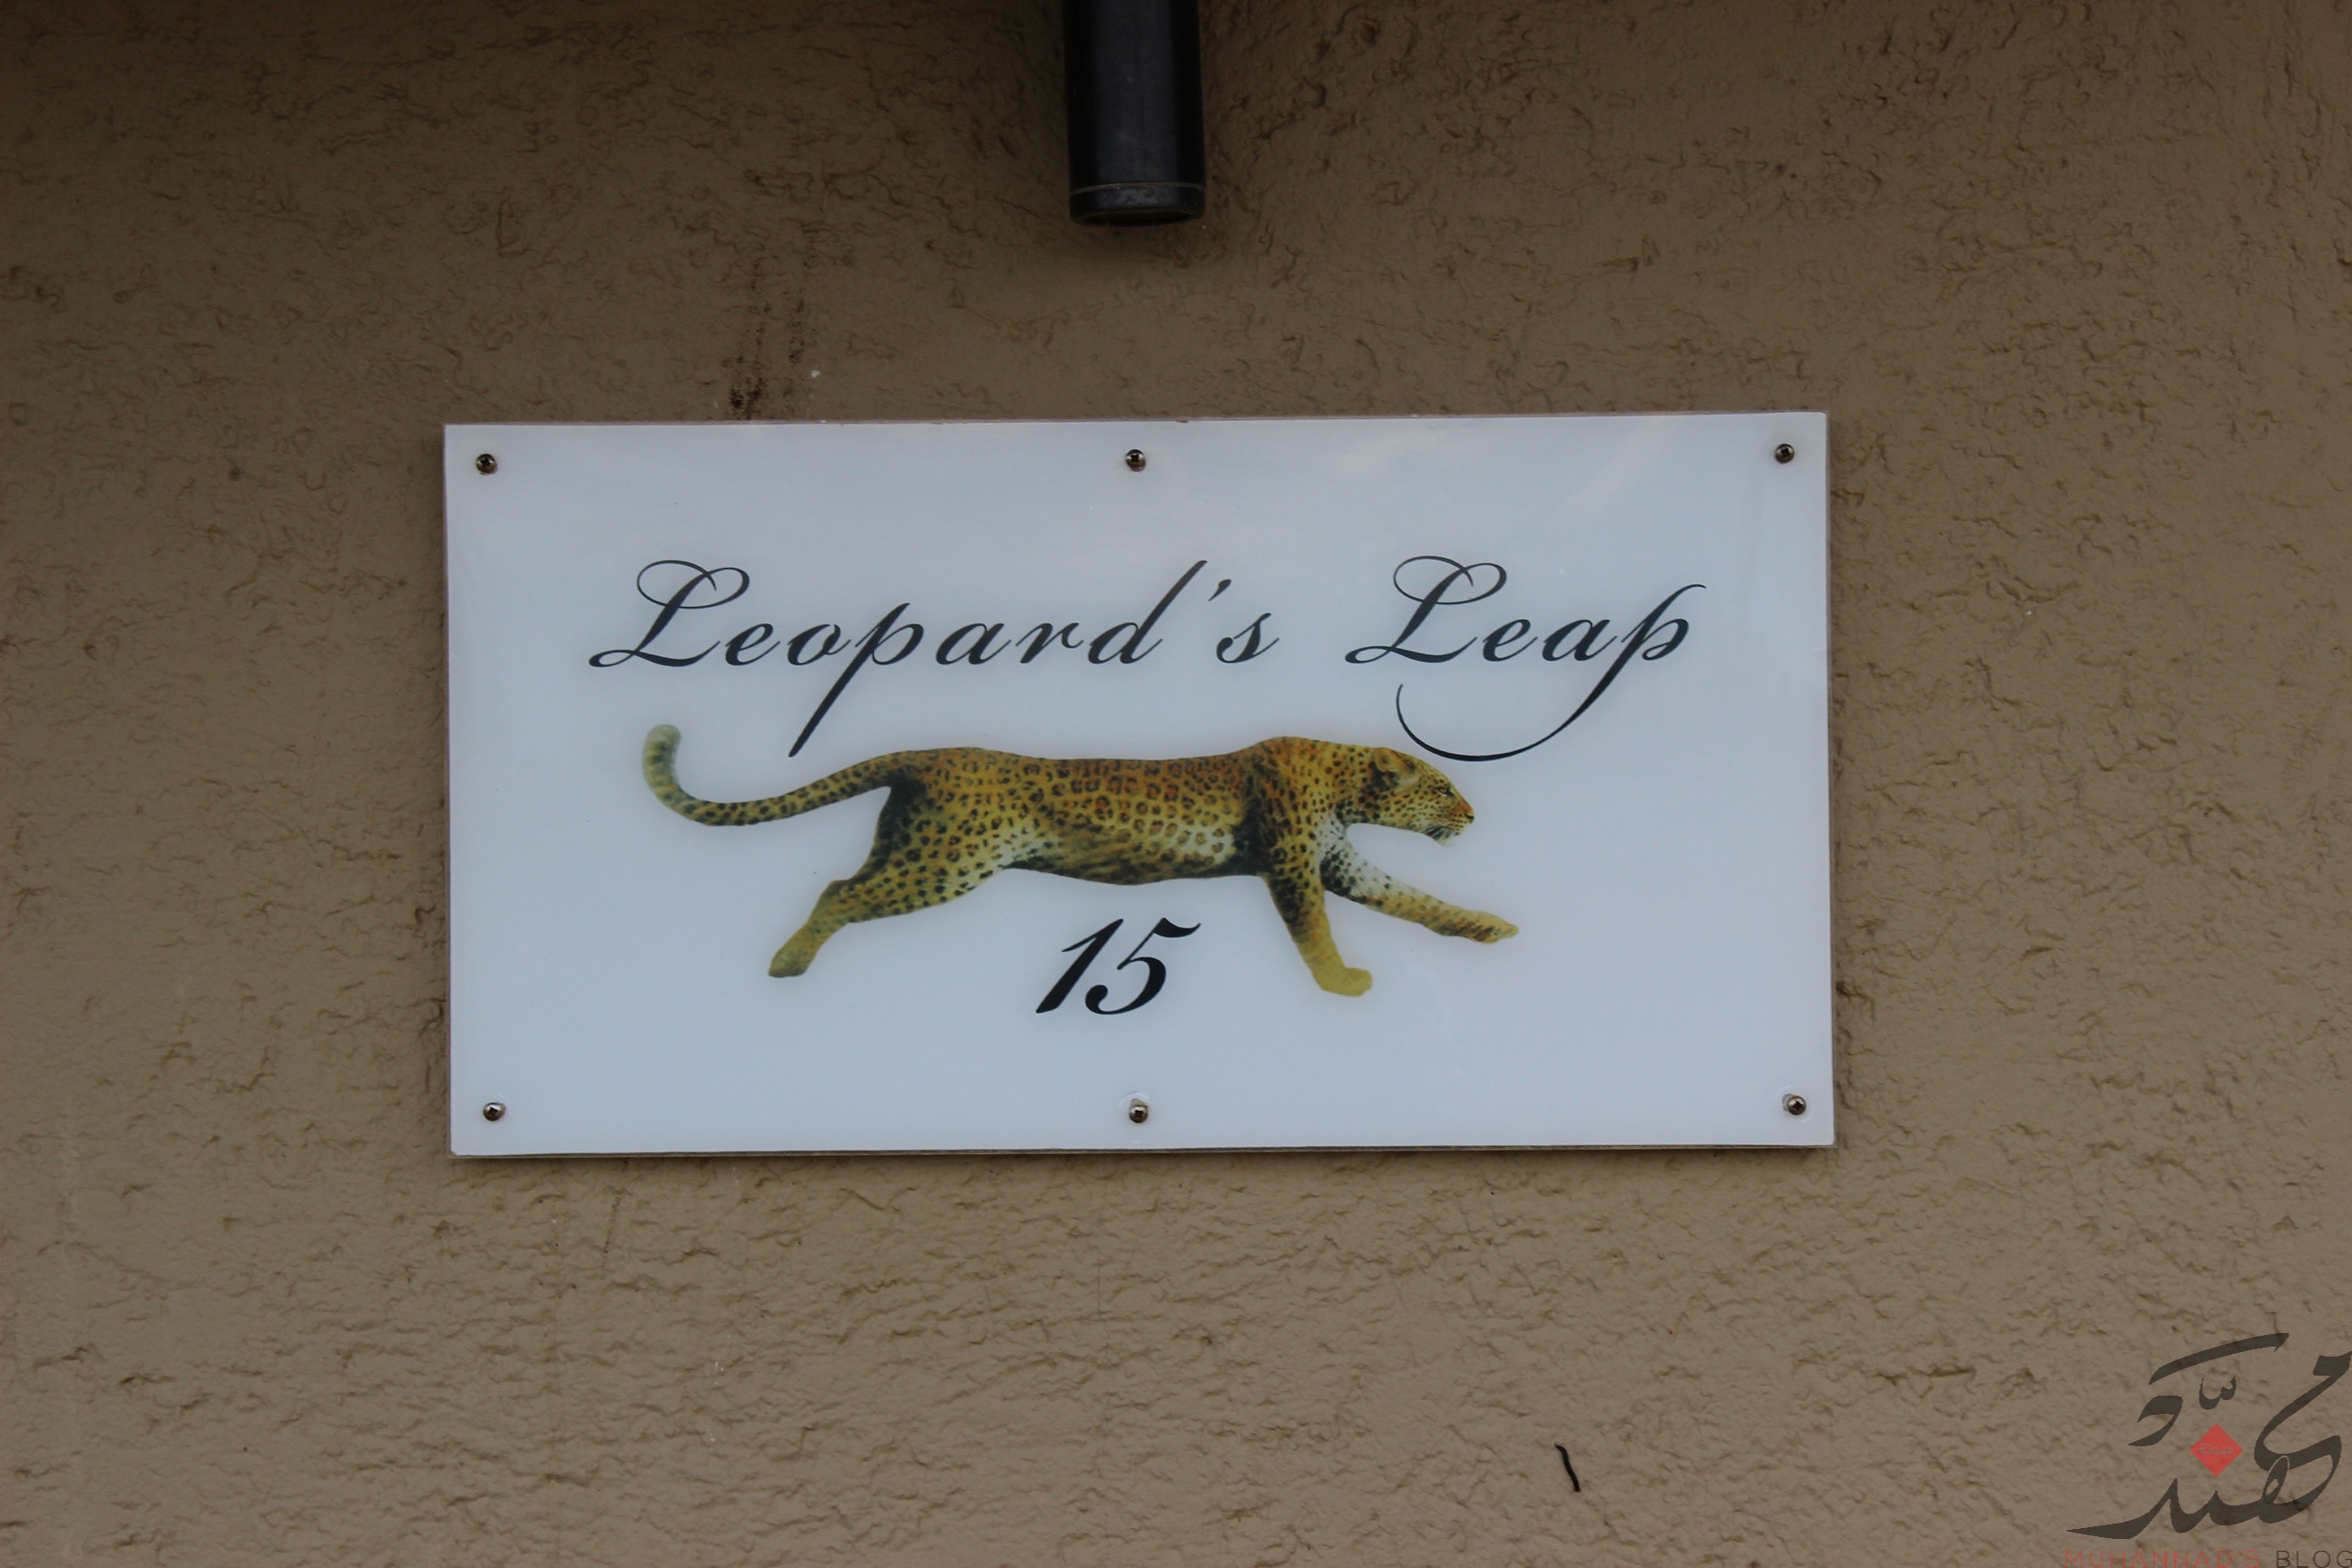 Leopard's Leap
15
مهند
MUHANNAD'S BLOG